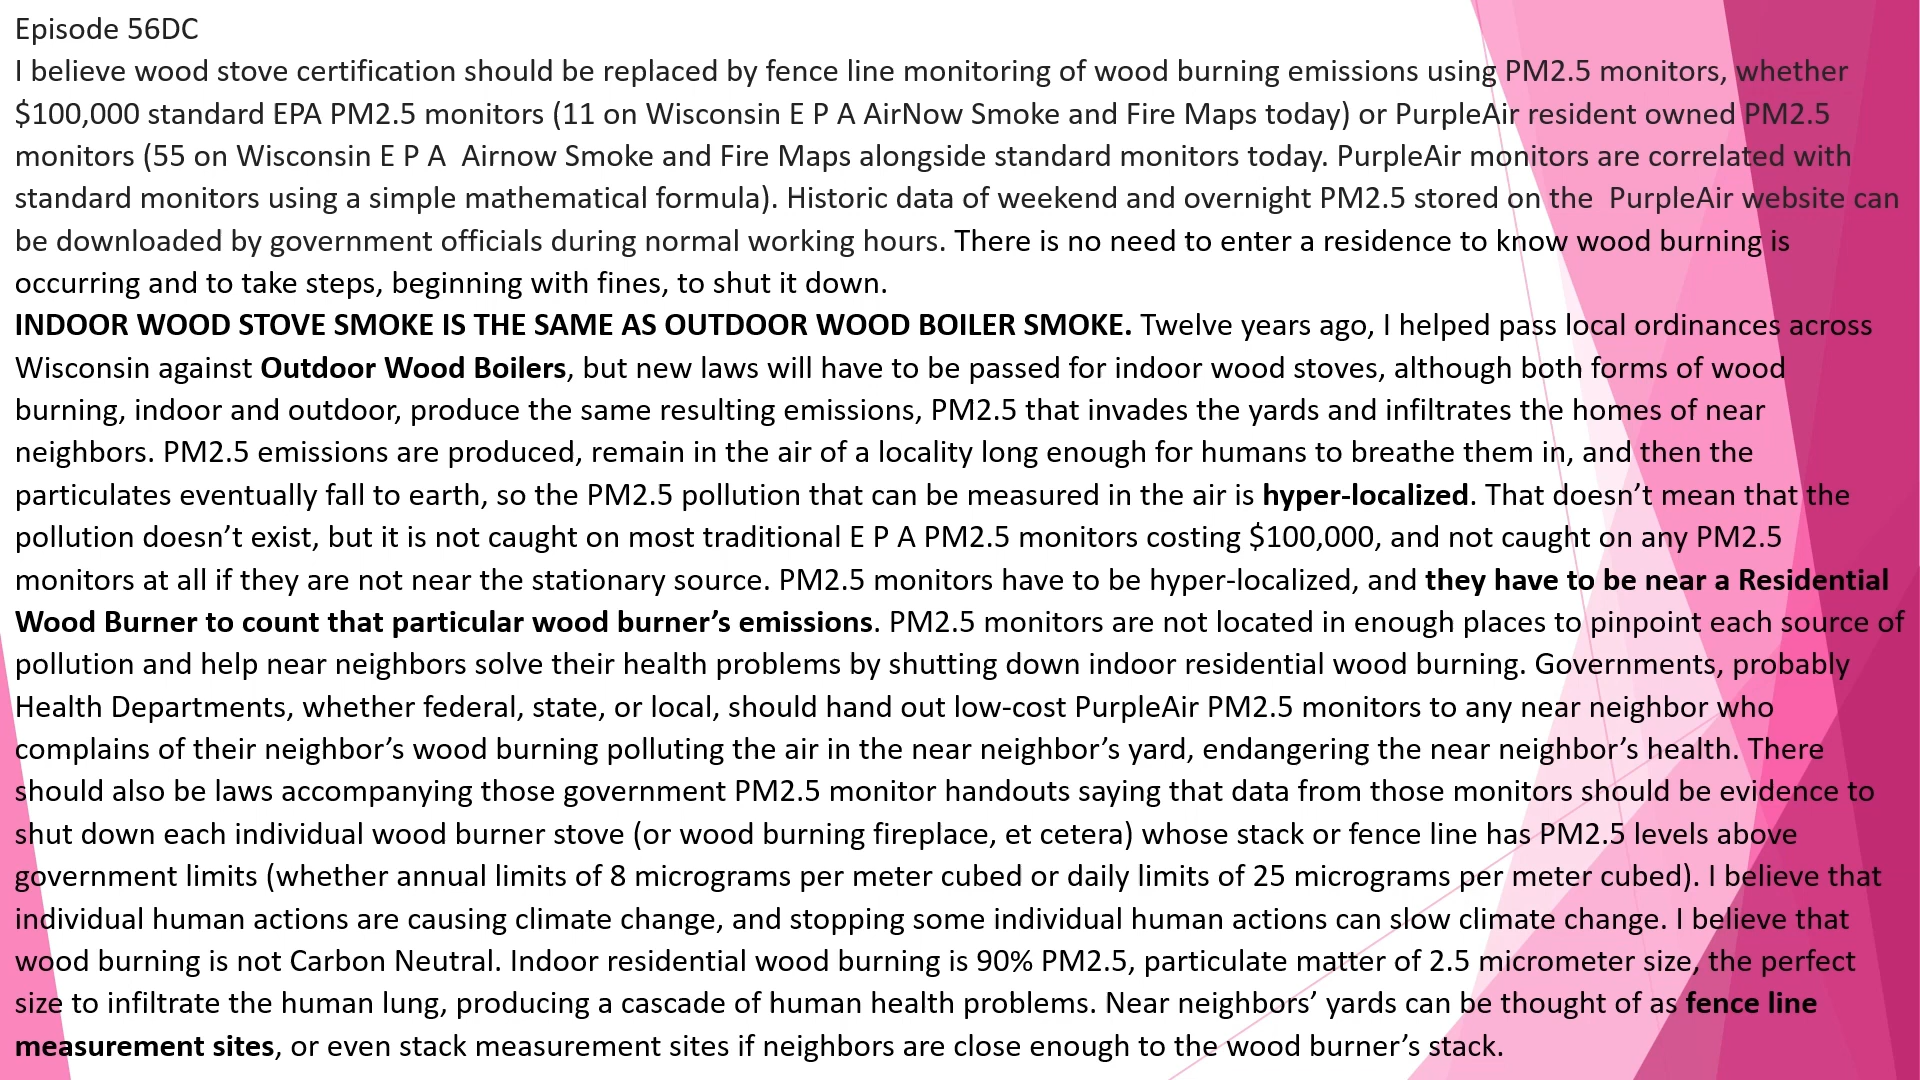 Episode 56DC
I believe wood stove certification should be replaced by fence line monitoring of wood burning emissions using PM2.5 monitors, whether
$100,000 standard EPA PM2.5 monitors (11 on Wisconsin E P A AirNow Smoke and Fire Maps today) or PurpleAir resident owned PM2.5
monitors (55 on Wisconsin E P A  Airnow Smoke and Fire Maps alongside standard monitors today. PurpleAir monitors are correlated with
standard monitors using a simple mathematical formula). Historic data of weekend and overnight PM2.5 stored on the  PurpleAir website can
be downloaded by government officials during normal working hours. There is no need to enter a residence to know wood burning is
occurring and to take steps, beginning with fines, to shut it down.
INDOOR WOOD STOVE SMOKE IS THE SAME AS OUTDOOR WOOD BOILER SMOKE. Twelve years ago, I helped pass local ordinances across
Wisconsin against Outdoor Wood Boilers, but new laws will have to be passed for indoor wood stoves, although both forms of wood
burning, indoor and outdoor, produce the same resulting emissions, PM2.5 that invades the yards and infiltrates the homes of near
neighbors. PM2.5 emissions are produced, remain in the air of a locality long enough for humans to breathe them in, and then the
particulates eventually fall to earth, so the PM2.5 pollution that can be measured in the air is hyper-localized. That doesn’t mean that the
pollution doesn’t exist, but it is not caught on most traditional E P A PM2.5 monitors costing $100,000, and not caught on any PM2.5
monitors at all if they are not near the stationary source. PM2.5 monitors have to be hyper-localized, and they have to be near a Residential
Wood Burner to count that particular wood burner’s emissions. PM2.5 monitors are not located in enough places to pinpoint each source of
pollution and help near neighbors solve their health problems by shutting down indoor residential wood burning. Governments, probably
Health Departments, whether federal, state, or local, should hand out low-cost PurpleAir PM2.5 monitors to any near neighbor who
complains of their neighbor’s wood burning polluting the air in the near neighbor’s yard, endangering the near neighbor’s health. There
should also be laws accompanying those government PM2.5 monitor handouts saying that data from those monitors should be evidence to
shut down each individual wood burner stove (or wood burning fireplace, et cetera) whose stack or fence line has PM2.5 levels above
government limits (whether annual limits of 8 micrograms per meter cubed or daily limits of 25 micrograms per meter cubed). I believe that
individual human actions are causing climate change, and stopping some individual human actions can slow climate change. I believe that
wood burning is not Carbon Neutral. Indoor residential wood burning is 90% PM2.5, particulate matter of 2.5 micrometer size, the perfect
size to infiltrate the human lung, producing a cascade of human health problems. Near neighbors’ yards can be thought of as fence line
measurement sites, or even stack measurement sites if neighbors are close enough to the wood burner’s stack.